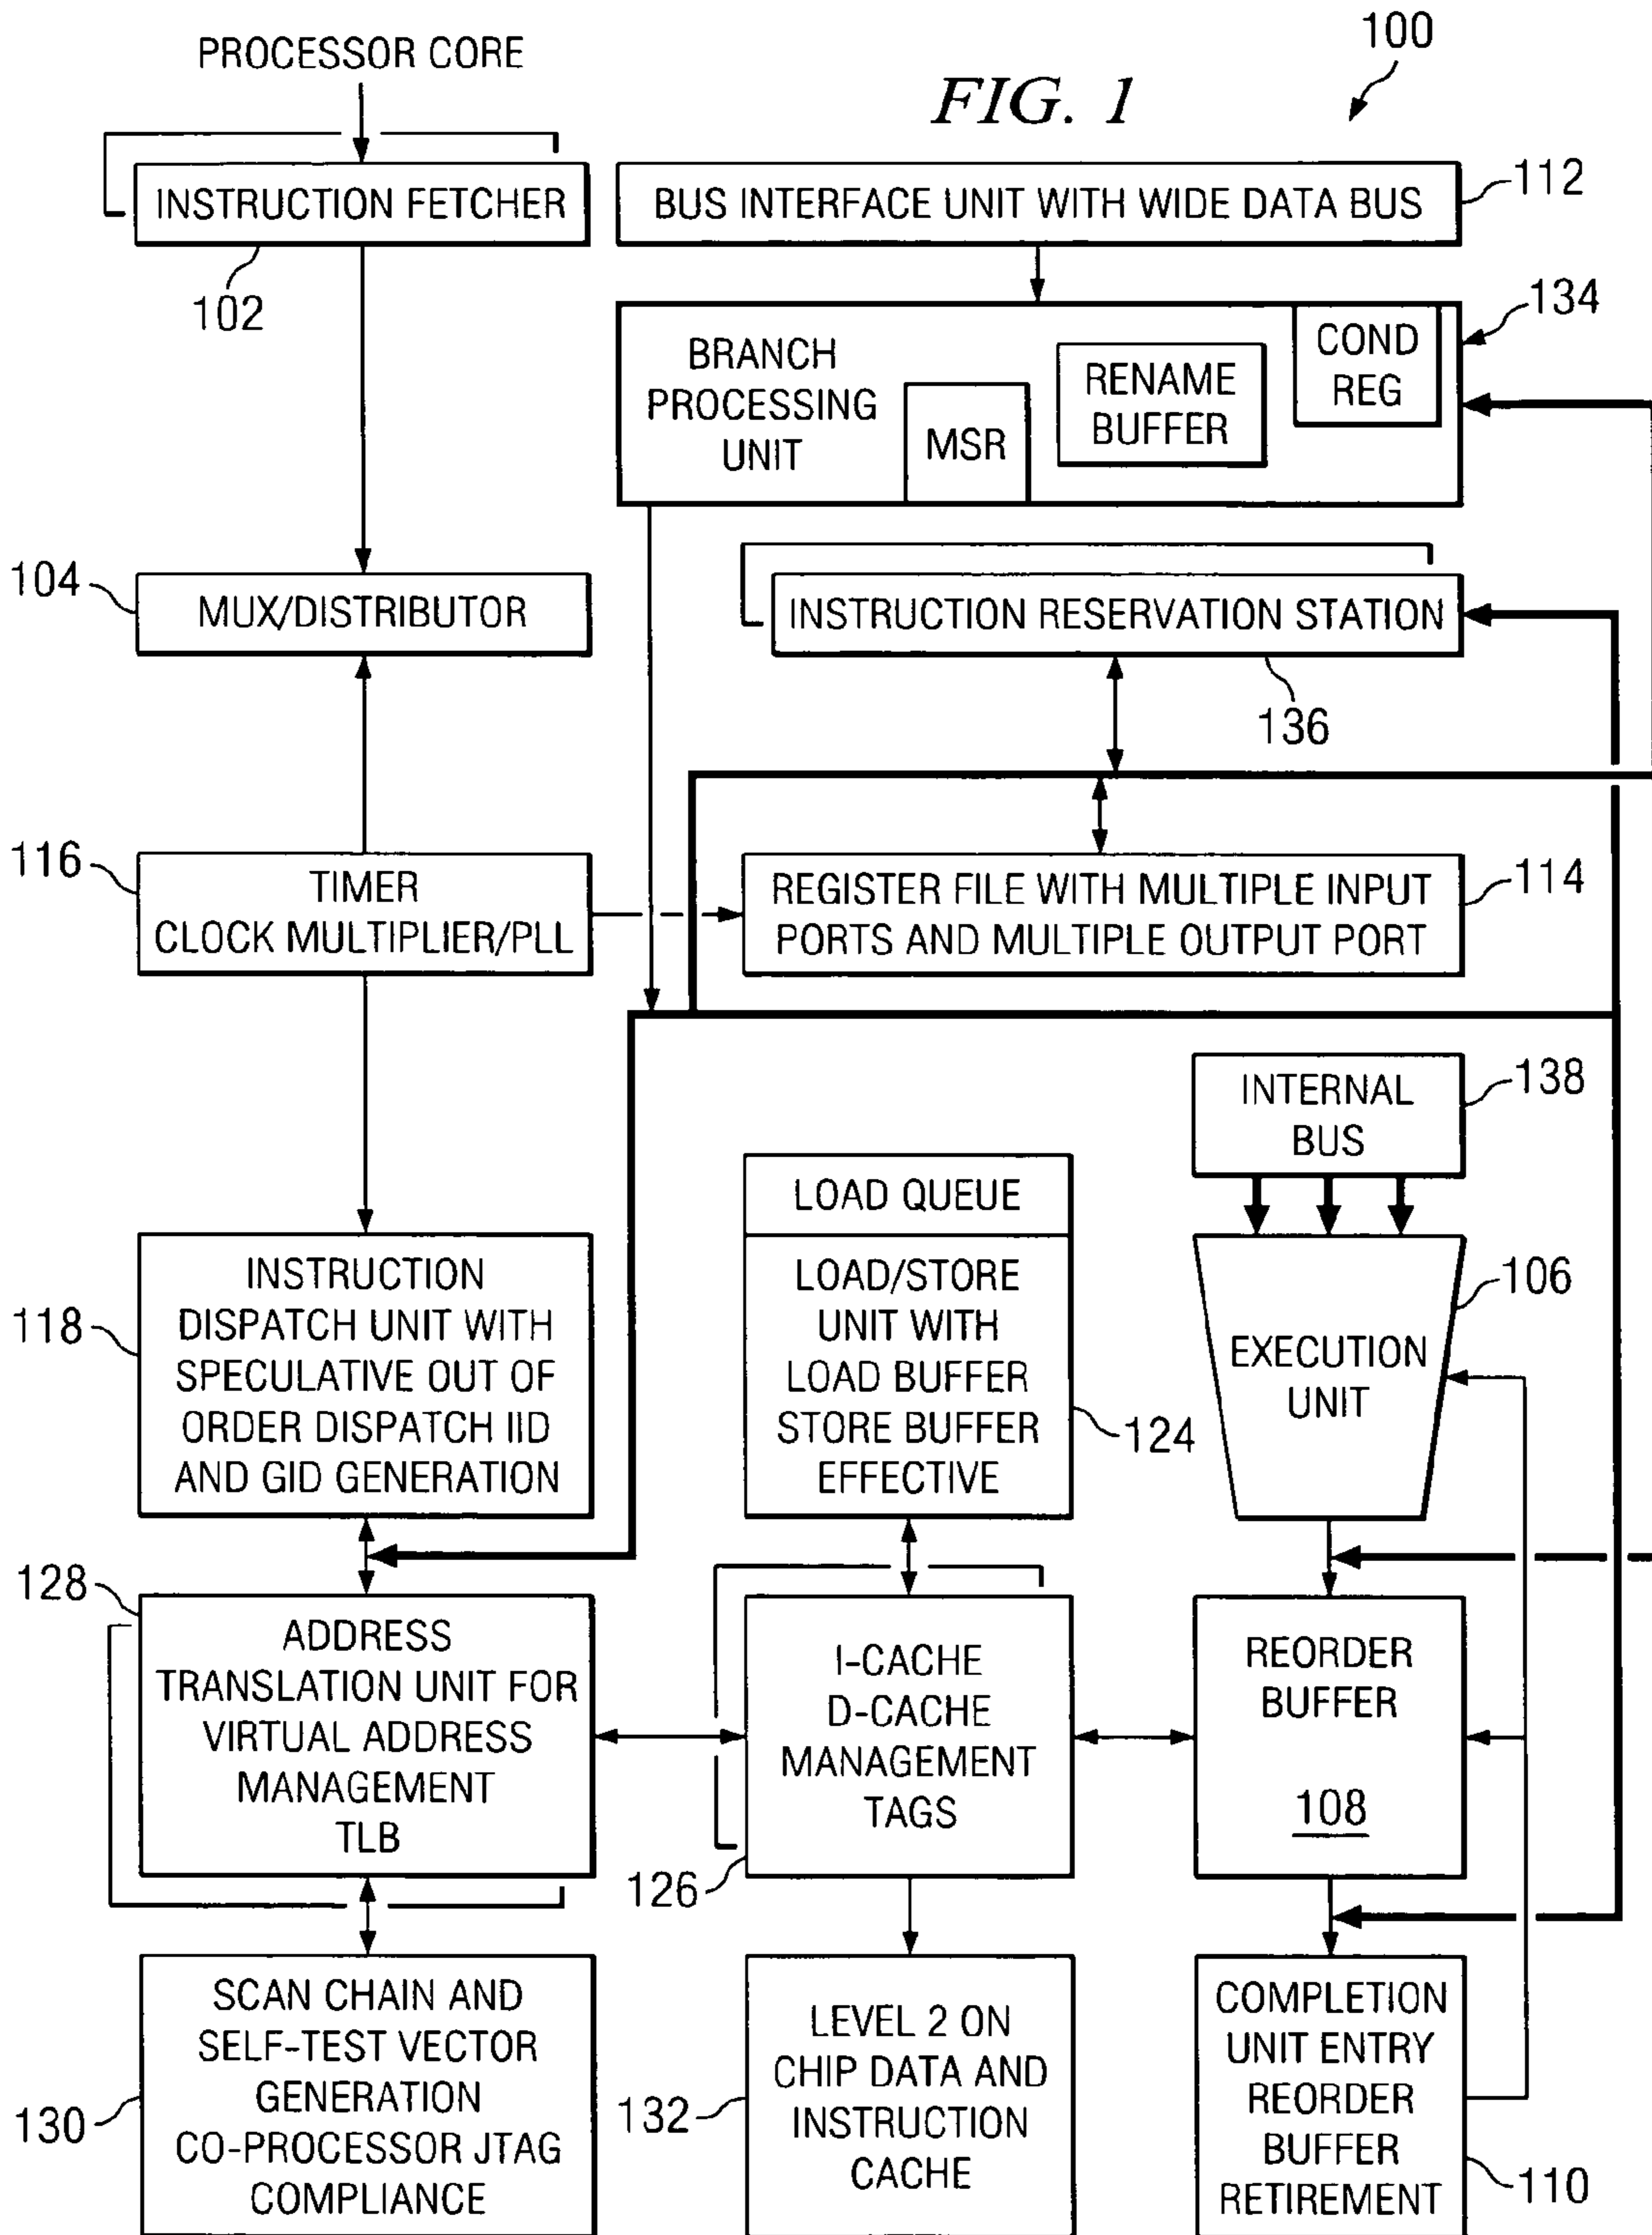 100
PROCESSOR CORE
FIG. 1
INSTRUCTION FETCHER
102
BUS INTERFACE UNIT WITH WIDE DATA BUS
112
BRANCH
PROCESSING
UNIT
MSR
RENAME
BUFFER
COND
REG
134
104
MUX/DISTRIBUTOR
INSTRUCTION RESERVATION STATION
136
116
TIMER
CLOCK MULTIPLIER/PLL
REGISTER FILE WITH MULTIPLE INPUT
PORTS AND MULTIPLE OUTPUT PORT
114
INTERNAL
BUS
138
118
INSTRUCTION
DISPATCH UNIT WITH
SPECULATIVE OUT OF
ORDER DISPATCH IID
AND GID GENERATION
LOAD QUEUE
LOAD/STORE
UNIT WITH
LOAD BUFFER
STORE BUFFER
EFFECTIVE
124
EXECUTION
UNIT
106
128
ADDRESS
TRANSLATION UNIT FOR
VIRTUAL ADDRESS
MANAGEMENT
TLB
I-CACHE
D-CACHE
MANAGEMENT
TAGS
126
REORDER
BUFFER
108
130
SCAN CHAIN AND
SELF-TEST VECTOR
GENERATION
CO-PROCESSOR JTAG
COMPLIANCE
132
LEVEL 2 ON
CHIP DATA AND
INSTRUCTION
CACHE
COMPLETION
UNIT ENTRY
REORDER
BUFFER
RETIREMENT
110